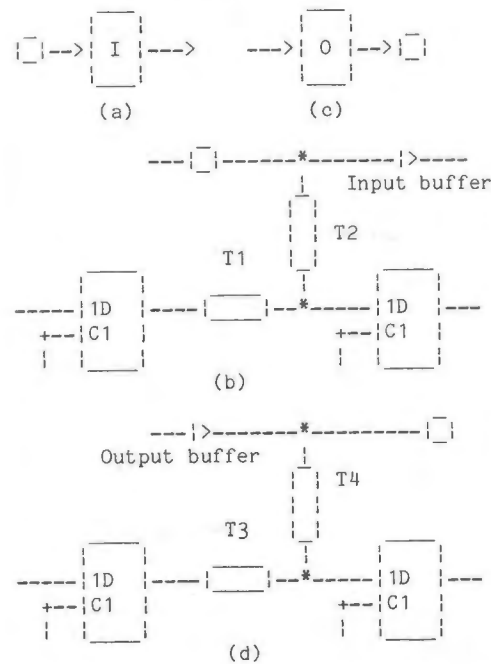 I
O
(a)
(c)
Input buffer
T2
T1
1D
1D
C1
C1
(b)
Output buffer
T4
T3
1D
1D
C1
C1
(d)